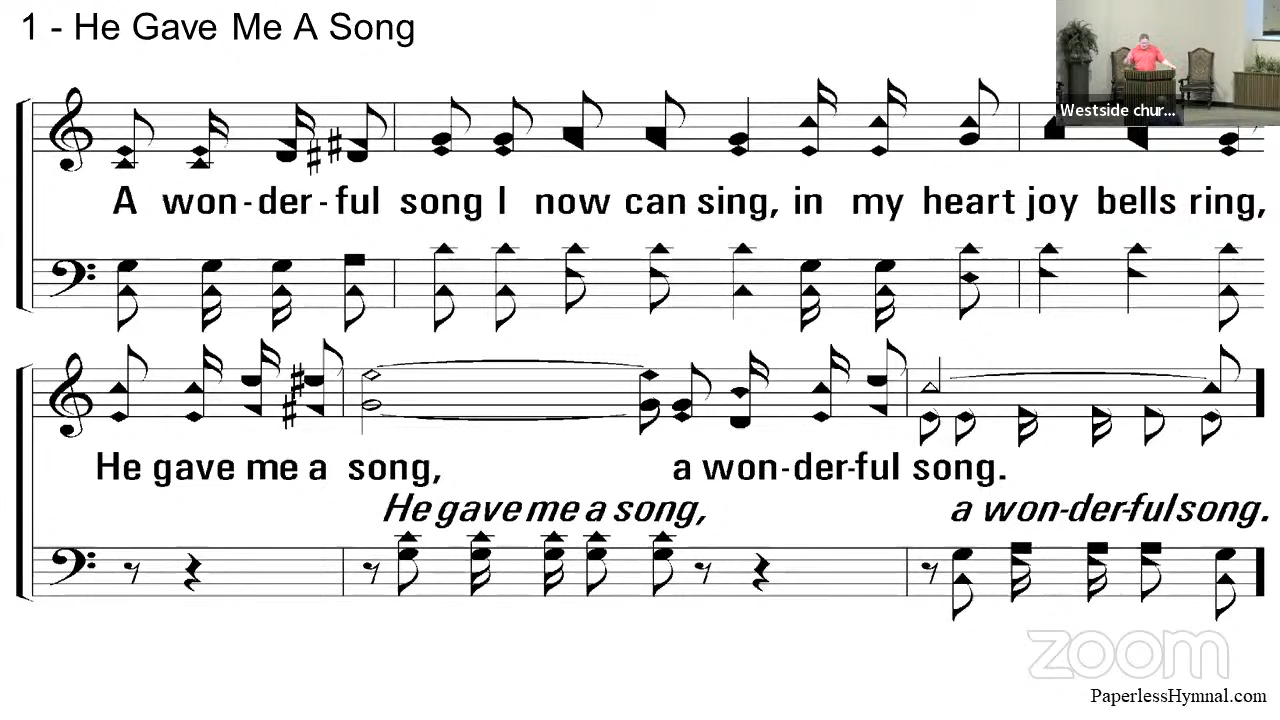 1 - He Gave Me A Song
Westside chur...
A won-der-ful song I now can sing, in my heart joy bells ring,
He gave me a song, a won-der-ful song.
He gave me a song, a won-der-ful song.
zoom
PaperlessHymnal.com